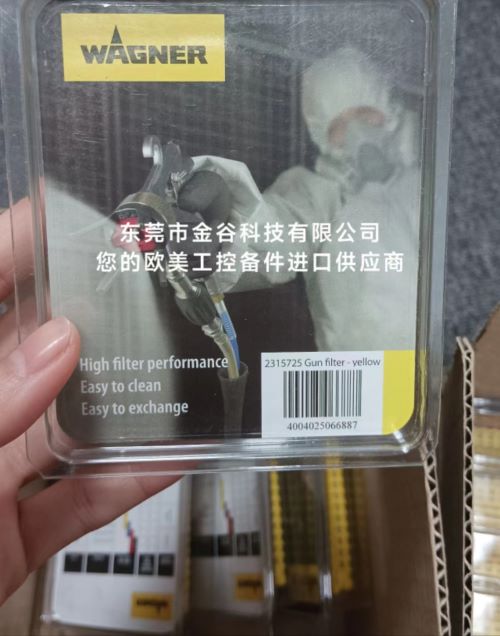 WAGNER
东莞市金谷科技有限公司
您的欧美工控备件进口供应商
High filter performance
Easy to clean
Easy to exchange
2315725 Gun filter - yellow
4004025066887
WAGNER